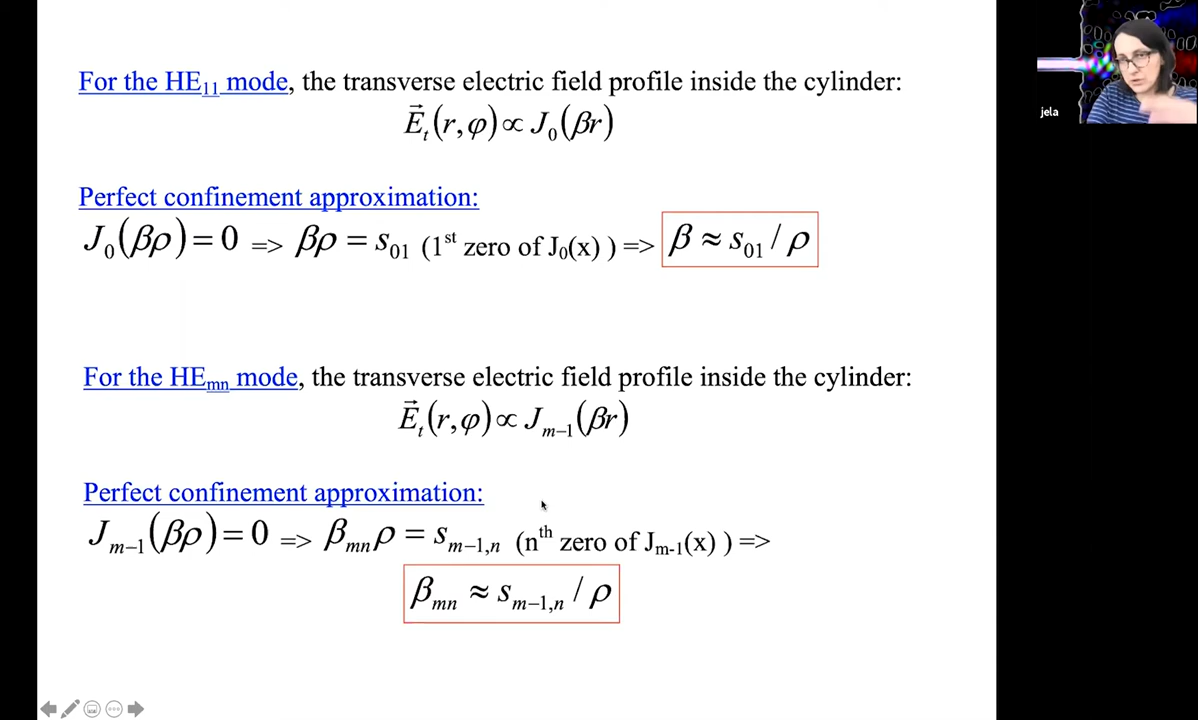 For the HE₁₁ mode, the transverse electric field profile inside the cylinder:
E⃗ₜ(r,φ) ∝ J₀(βr)
Perfect confinement approximation:
J₀(βρ) = 0 => βρ = s₀₁ (1ˢᵗ zero of J₀(x) ) => β ≈ s₀₁ / ρ
For the HEₘₙ mode, the transverse electric field profile inside the cylinder:
E⃗ₜ(r,φ) ∝ Jₘ₋₁(βr)
Perfect confinement approximation:
Jₘ₋₁(βρ) = 0 => βₘₙρ = sₘ₋₁,ₙ (nᵗʰ zero of Jₘ₋₁(x) ) =>
βₘₙ ≈ sₘ₋₁,ₙ / ρ
jela